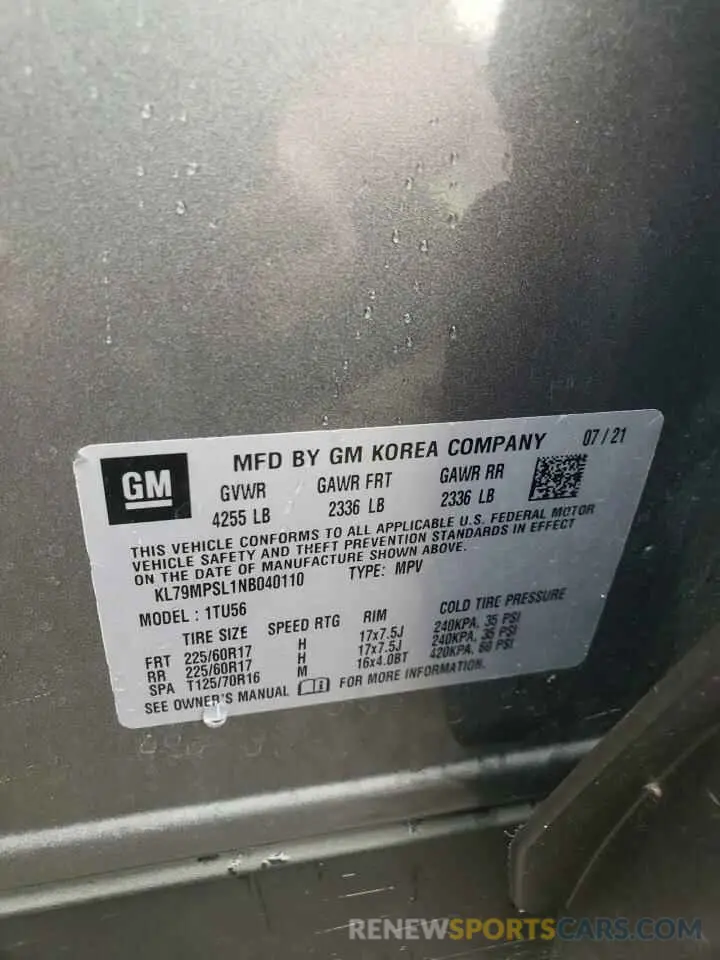 GM
MFD BY GM KOREA COMPANY 07/21
GVWR GAWR FRT GAWR RR
4255 LB 2336 LB 2336 LB
THIS VEHICLE CONFORMS TO ALL APPLICABLE U.S. FEDERAL MOTOR
VEHICLE SAFETY AND THEFT PREVENTION STANDARDS IN EFFECT
ON THE DATE OF MANUFACTURE SHOWN ABOVE.
KL79MPSL1NB040110 TYPE: MPV
MODEL: 1TU56
TIRE SIZE SPEED RTG RIM COLD TIRE PRESSURE
FRT 225/60R17 H 17x7.5J 240KPA, 35 PSI
RR 225/60R17 H 17x7.5J 240KPA, 35 PSI
SPA T125/70R16 M 16x4.0BT 420KPA, 60 PSI
SEE OWNER'S MANUAL FOR MORE INFORMATION.
RENEWSPORTSCARS.COM